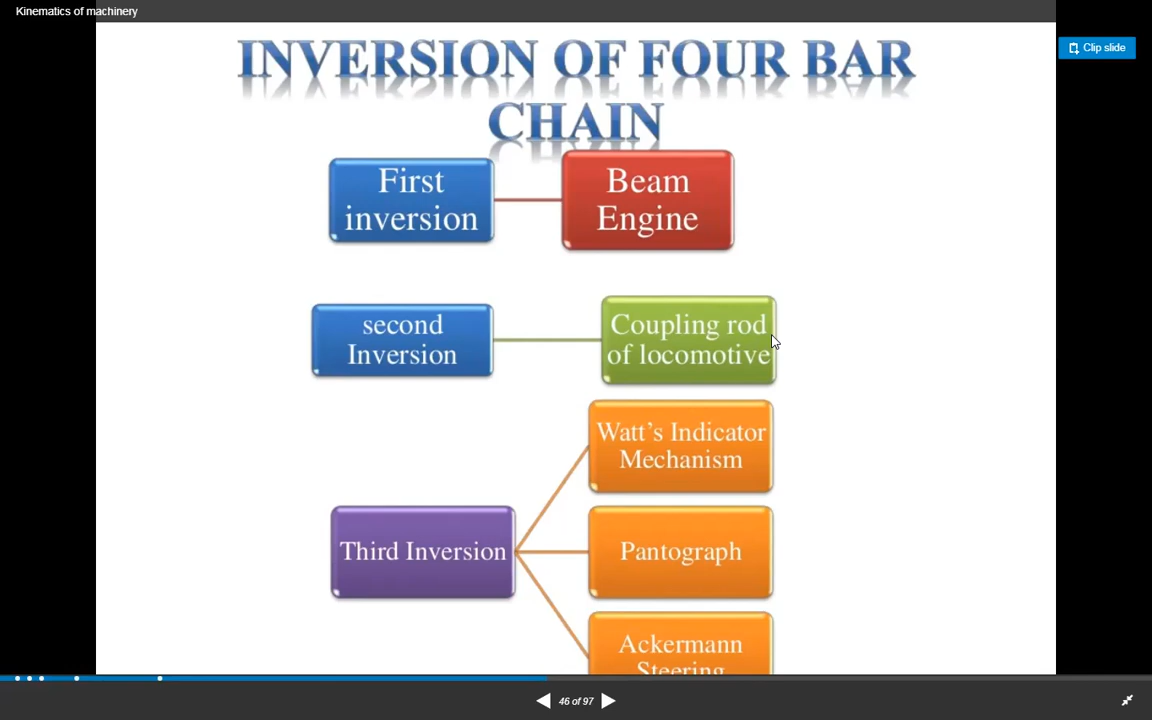 Kinematics of machinery
Clip slide
INVERSION OF FOUR BAR
CHAIN
First
inversion
Beam
Engine
second
Inversion
Coupling rod
of locomotive
Watt's Indicator
Mechanism
Third Inversion
Pantograph
Ackermann
Steering
46 of 97